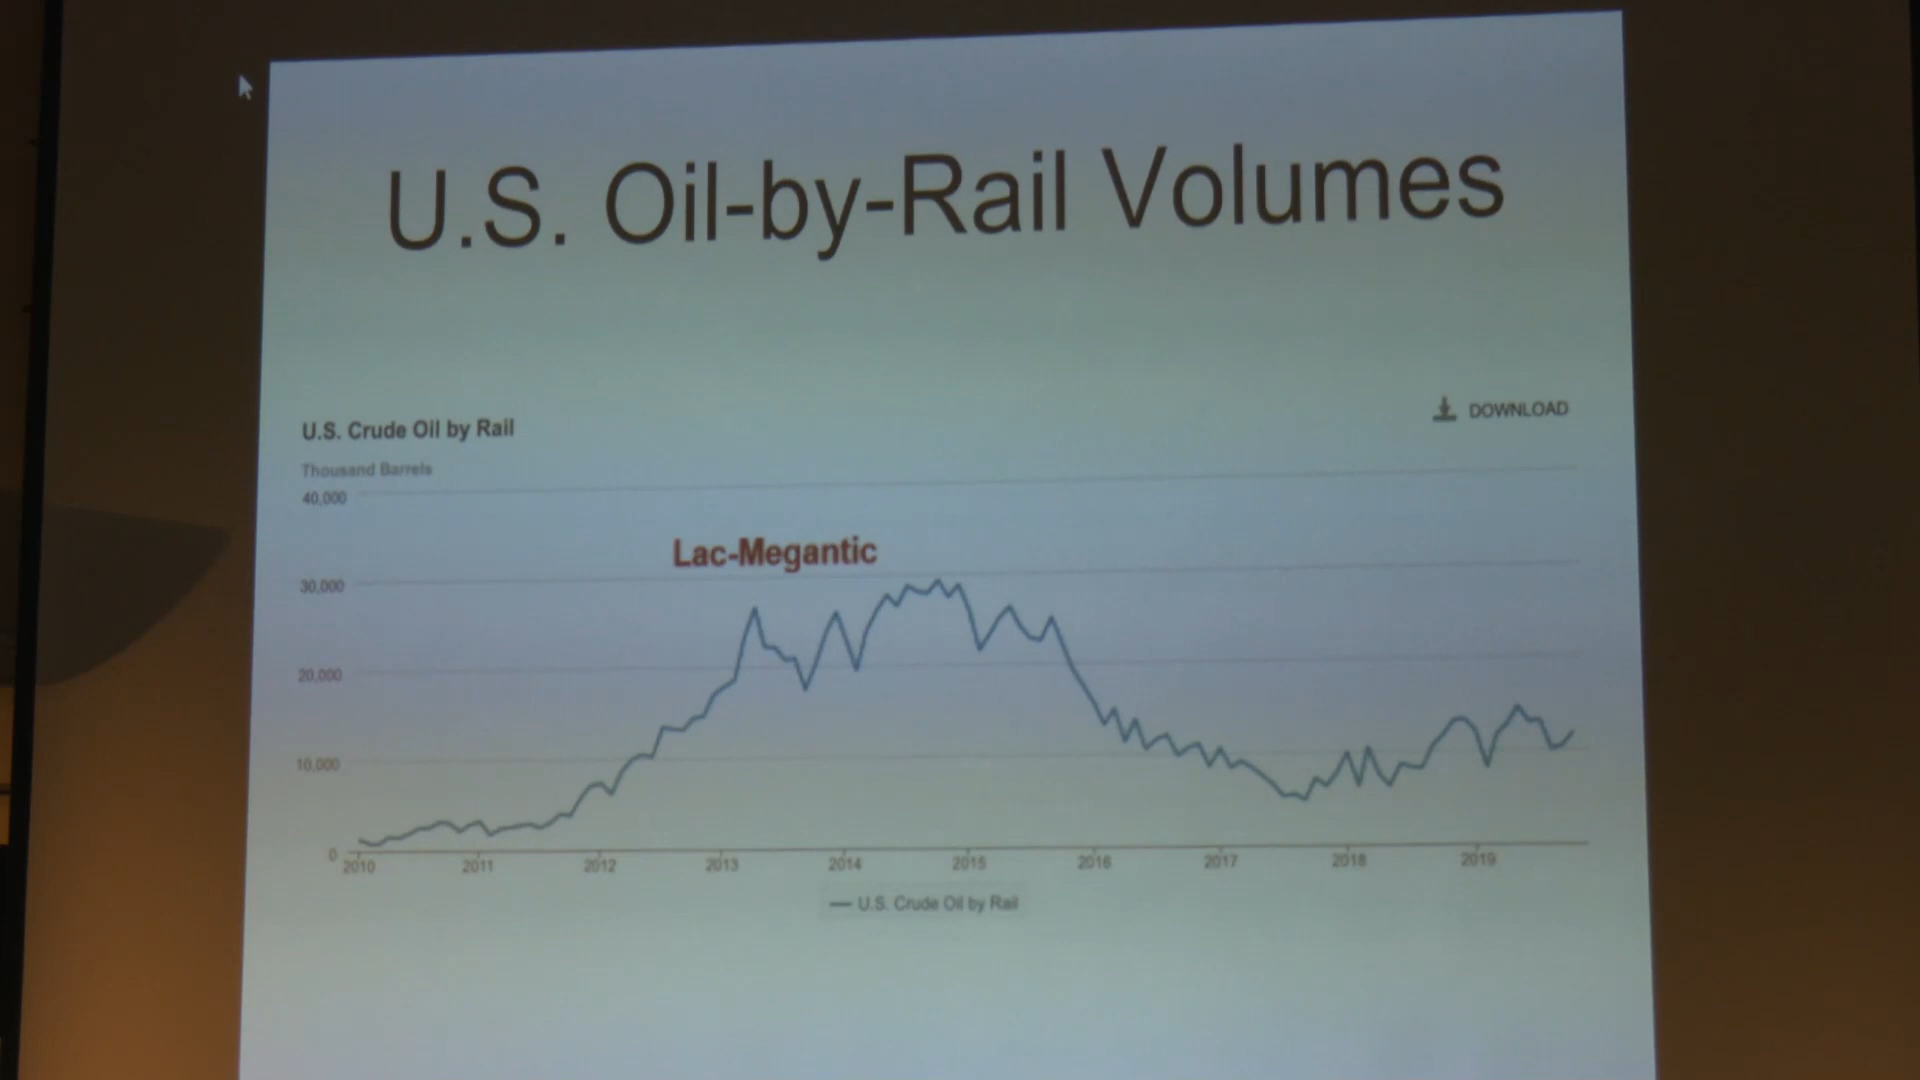 U.S. Oil-by-Rail Volumes
DOWNLOAD
U.S. Crude Oil by Rail
Thousand Barrels
40,000
Lac-Megantic
30,000
20,000
10,000
0
2010 2011 2012 2013 2014 2015 2016 2017 2018 2019
U.S. Crude Oil by Rail